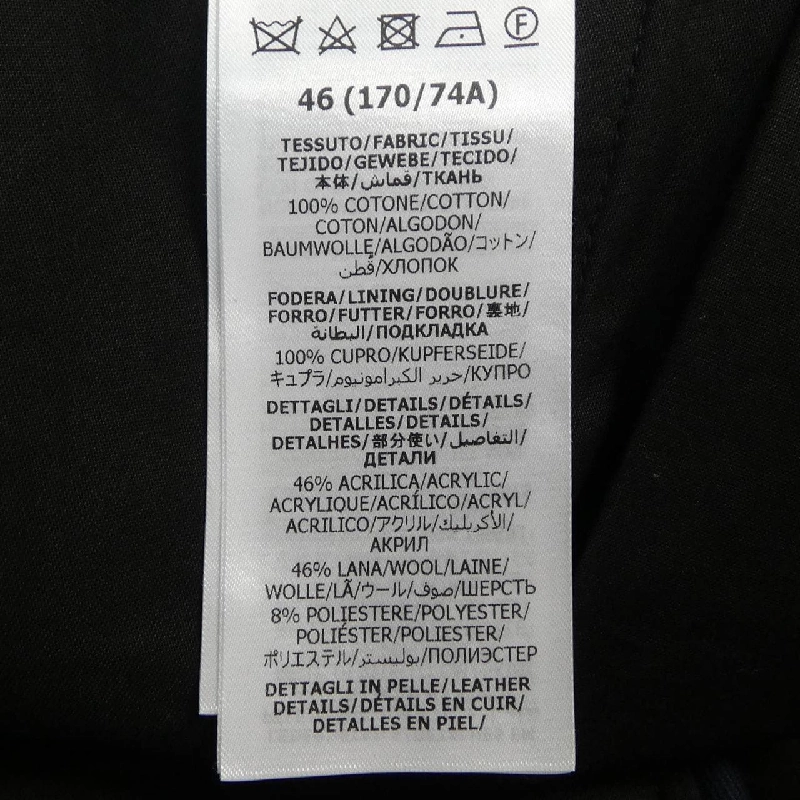 F
46 (170/74A)
TESSUTO/FABRIC/TISSU/
TEJIDO/GEWEBE/TECIDO/
本体/قماش/ТКАНЬ
100% COTONE/COTTON/
COTON/ALGODON/
BAUMWOLLE/ALGODÃO/コットン/
قُطن/ХЛОПОК
FODERA/LINING/DOUBLURE/
FORRO/FUTTER/FORRO/裏地/
البطانة/ПОДКЛАДКА
100% CUPRO/KUPFERSEIDE/
キュプラ/حرير الكبرامونيوم/КУПРО
DETTAGLI/DETAILS/DÉTAILS/
DETALLES/DETAILS/
DETALHES/部分使い/التفاصيل/
ДЕТАЛИ
46% ACRILICA/ACRYLIC/
ACRYLIQUE/ACRÍLICO/ACRYL/
ACRILICO/アクリル/الأكريليك/
АКРИЛ
46% LANA/WOOL/LAINE/
WOLLE/LÃ/ウール/صوف/ШЕРСТЬ
8% POLIESTERE/POLYESTER/
POLIÉSTER/POLIESTER/
ポリエステル/بوليستر/ПОЛИЭСТЕР
DETTAGLI IN PELLE/LEATHER
DETAILS/DÉTAILS EN CUIR/
DETALLES EN PIEL/